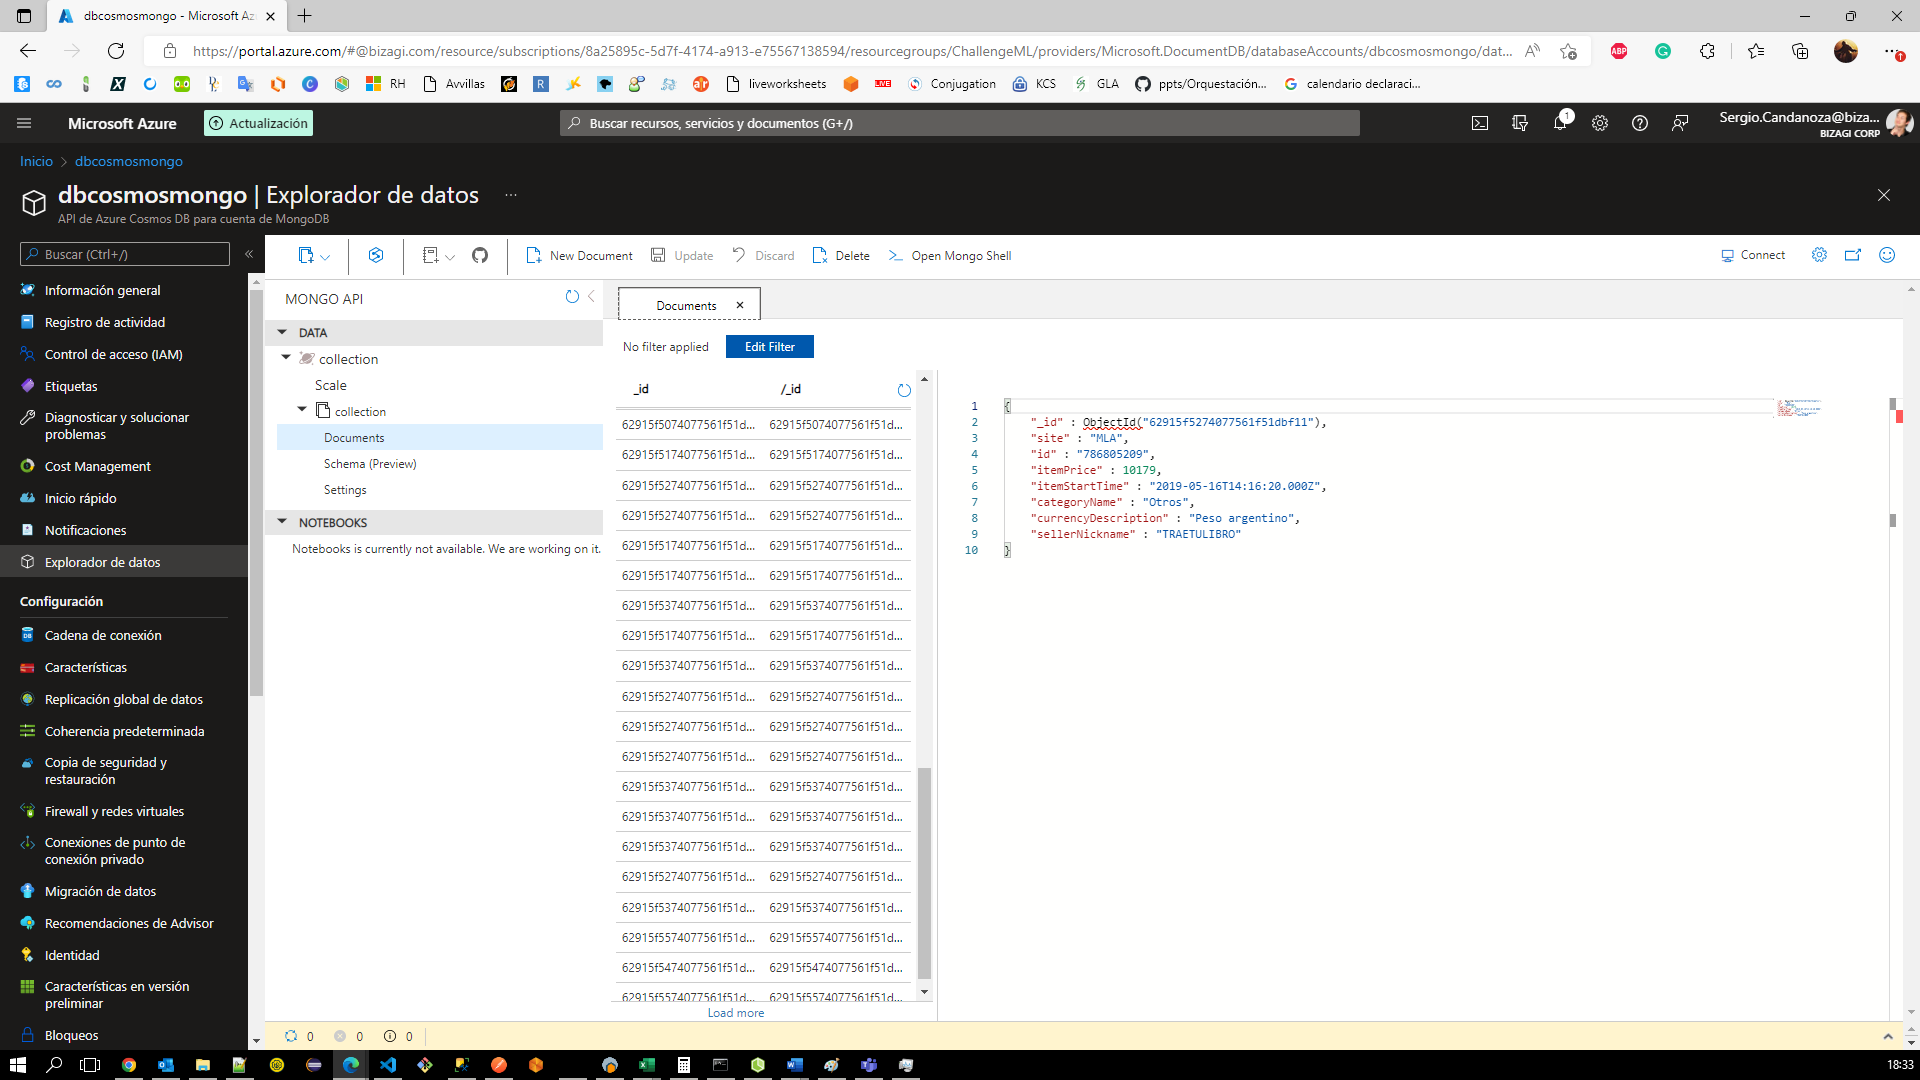 dbcosmosmongo - Microsoft Az
https://portal.azure.com/#@bizagi.com/resource/subscriptions/8a25895c-5d7f-4174-a913-e75567138594/resourcegroups/ChallengeML/providers/Microsoft.DocumentDB/databaseAccounts/dbcosmosmongo/dat...
RH
Avvillas
liveworksheets
Conjugation
KCS
GLA
ppts/Orquestación...
calendario declaraci...
Microsoft Azure
Actualización
Buscar recursos, servicios y documentos (G+/)
1
Sergio.Candanoza@biza...
BIZAGI CORP
Inicio > dbcosmosmongo
dbcosmosmongo | Explorador de datos ...
API de Azure Cosmos DB para cuenta de MongoDB
Buscar (Ctrl+/)
Información general
Registro de actividad
Control de acceso (IAM)
Etiquetas
Diagnosticar y solucionar
problemas
Cost Management
Inicio rápido
Notificaciones
Explorador de datos
Configuración
Cadena de conexión
Características
Replicación global de datos
Coherencia predeterminada
Copia de seguridad y
restauración
Firewall y redes virtuales
Conexiones de punto de
conexión privado
Migración de datos
Recomendaciones de Advisor
Identidad
Características en versión
preliminar
Bloqueos
New Document
Update
Discard
Delete
Open Mongo Shell
Connect
MONGO API
DATA
collection
Scale
collection
Documents
Schema (Preview)
Settings
NOTEBOOKS
Notebooks is currently not available. We are working on it.
Documents
No filter applied
Edit Filter
_id /_id
62915f5074077561f51d... 62915f5074077561f51d...
62915f5174077561f51d... 62915f5174077561f51d...
62915f5274077561f51d... 62915f5274077561f51d...
62915f5274077561f51d... 62915f5274077561f51d...
62915f5174077561f51d... 62915f5174077561f51d...
62915f5174077561f51d... 62915f5174077561f51d...
62915f5374077561f51d... 62915f5374077561f51d...
62915f5174077561f51d... 62915f5174077561f51d...
62915f5374077561f51d... 62915f5374077561f51d...
62915f5274077561f51d... 62915f5274077561f51d...
62915f5274077561f51d... 62915f5274077561f51d...
62915f5274077561f51d... 62915f5274077561f51d...
62915f5374077561f51d... 62915f5374077561f51d...
62915f5374077561f51d... 62915f5374077561f51d...
62915f5374077561f51d... 62915f5374077561f51d...
62915f5274077561f51d... 62915f5274077561f51d...
62915f5374077561f51d... 62915f5374077561f51d...
62915f5574077561f51d... 62915f5574077561f51d...
62915f5474077561f51d... 62915f5474077561f51d...
62915f5574077561f51d... 62915f5574077561f51d...
Load more
1 {
2 "_id" : ObjectId("62915f5274077561f51dbf11"),
3 "site" : "MLA",
4 "id" : "786805209",
5 "itemPrice" : 10179,
6 "itemStartTime" : "2019-05-16T14:16:20.000Z",
7 "categoryName" : "Otros",
8 "currencyDescription" : "Peso argentino",
9 "sellerNickname" : "TRAETULIBRO"
10 }
0 0 0
18:33